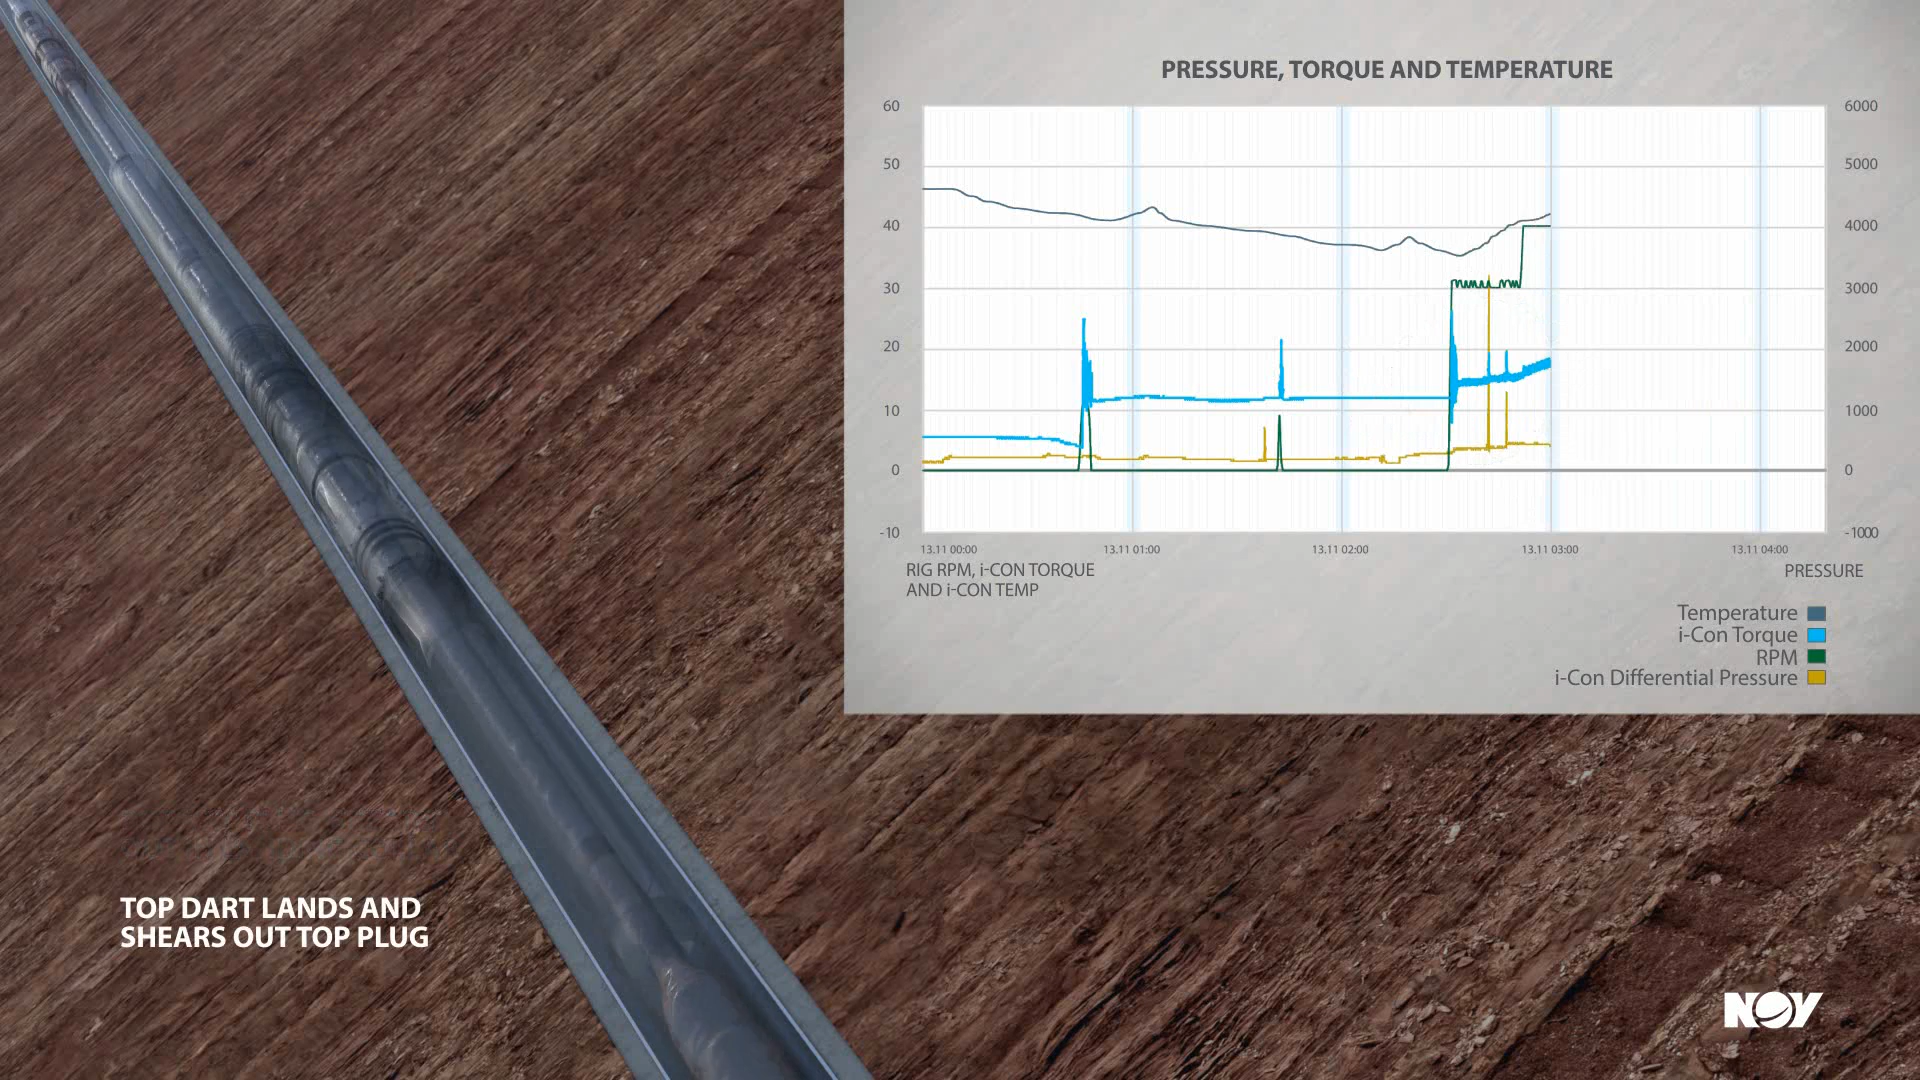 PRESSURE, TORQUE AND TEMPERATURE
60
50
40
30
20
10
0
-10
6000
5000
4000
3000
2000
1000
0
-1000
13.11 00:00
13.11 01:00
13.11 02:00
13.11 03:00
13.11 04:00
RIG RPM, i-CON TORQUE
AND i-CON TEMP
PRESSURE
Temperature
i-Con Torque
RPM
i-Con Differential Pressure
TOP DART LANDS AND
SHEARS OUT TOP PLUG
NOV